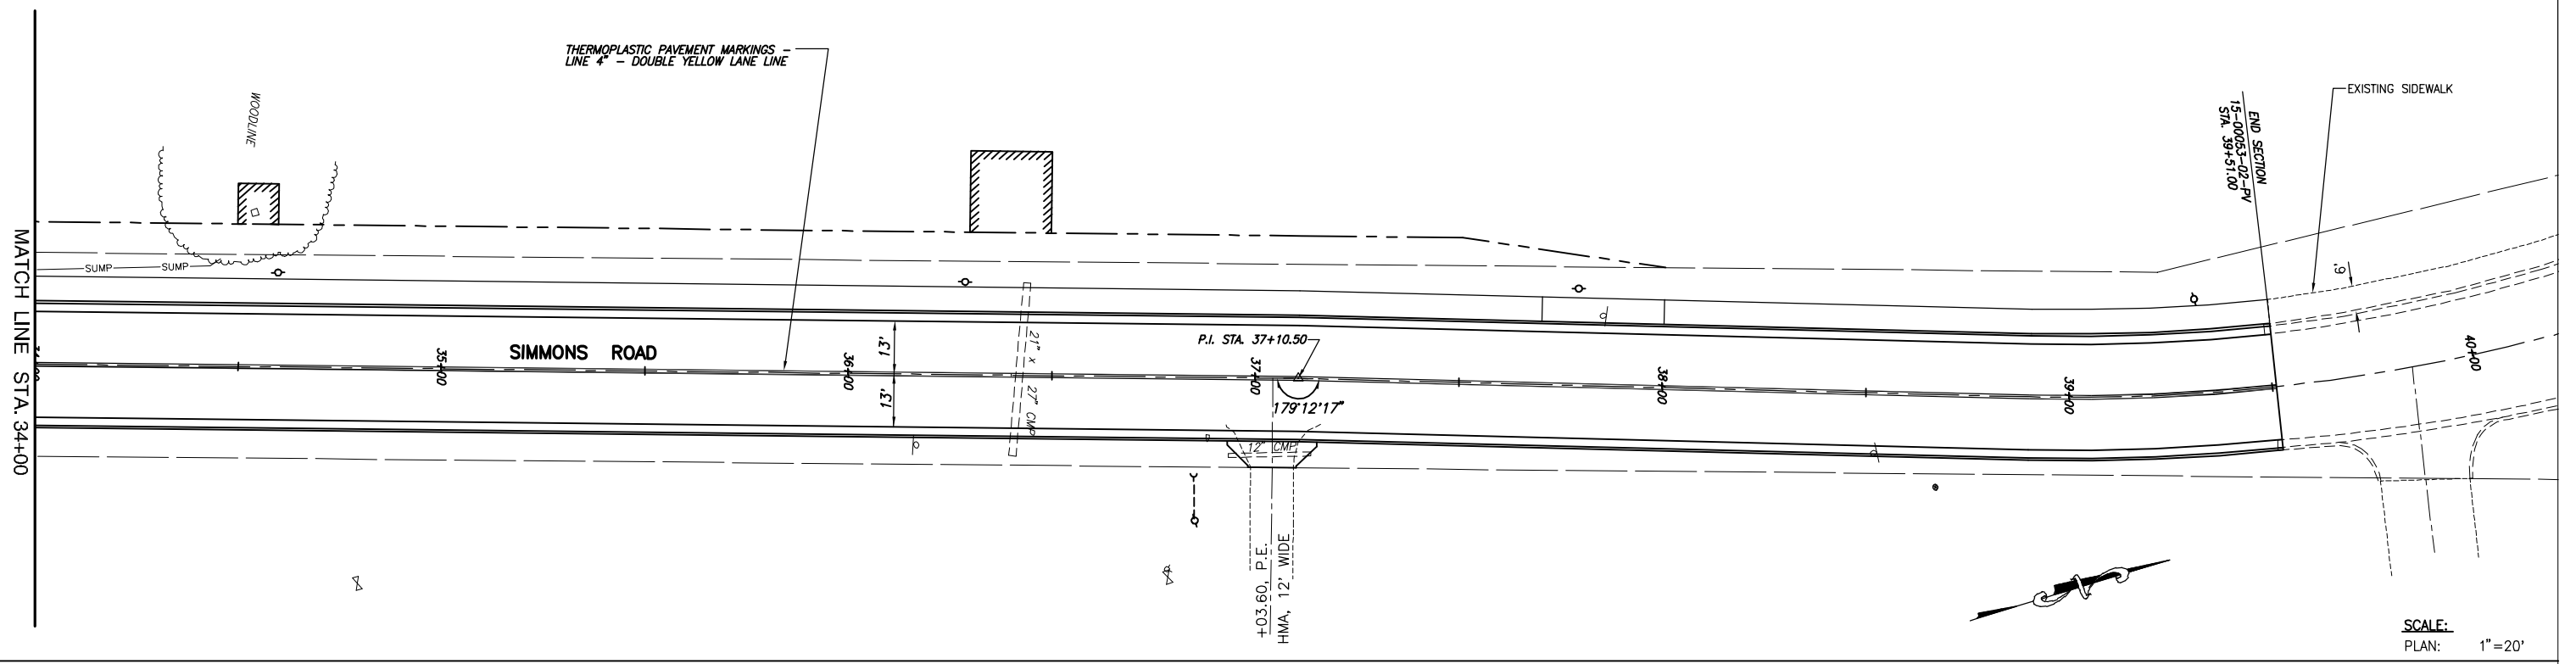 THERMOPLASTIC PAVEMENT MARKINGS –
LINE 4" – DOUBLE YELLOW LANE LINE
WOODLINE
EXISTING SIDEWALK
END SECTION
15-00053-02-PV
STA. 39+51.00
MATCH LINE STA. 34+00
SUMP
SUMP
6'
SIMMONS ROAD
35+00
36+00
13'
13'
21" x 27" CMP
P.I. STA. 37+10.50
37+00
179°12'17"
38+00
39+00
40+00
12" CMP
+03.60, P.E.
HMA, 12' WIDE
SCALE:
PLAN: 1"=20'